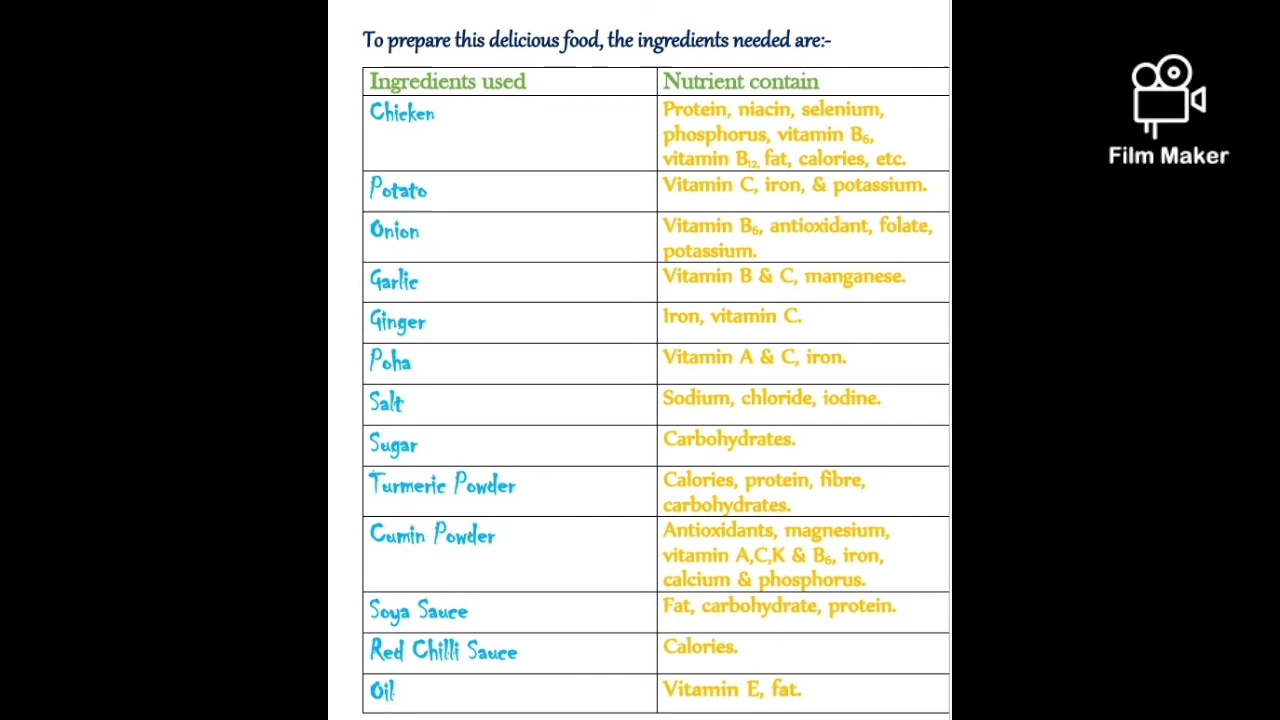 To prepare this delicious food, the ingredients needed are:-
Ingredients used
Nutrient contain
Chicken
Protein, niacin, selenium,
phosphorus, vitamin B₆,
vitamin B₁₂, fat, calories, etc.
Potato
Vitamin C, iron, & potassium.
Onion
Vitamin B₆, antioxidant, folate,
potassium.
Garlic
Vitamin B & C, manganese.
Ginger
Iron, vitamin C.
Poha
Vitamin A & C, iron.
Salt
Sodium, chloride, iodine.
Sugar
Carbohydrates.
Turmeric Powder
Calories, protein, fibre,
carbohydrates.
Cumin Powder
Antioxidants, magnesium,
vitamin A,C,K & B₆, iron,
calcium & phosphorus.
Soya Sauce
Fat, carbohydrate, protein.
Red Chilli Sauce
Calories.
Oil
Vitamin E, fat.
Film Maker